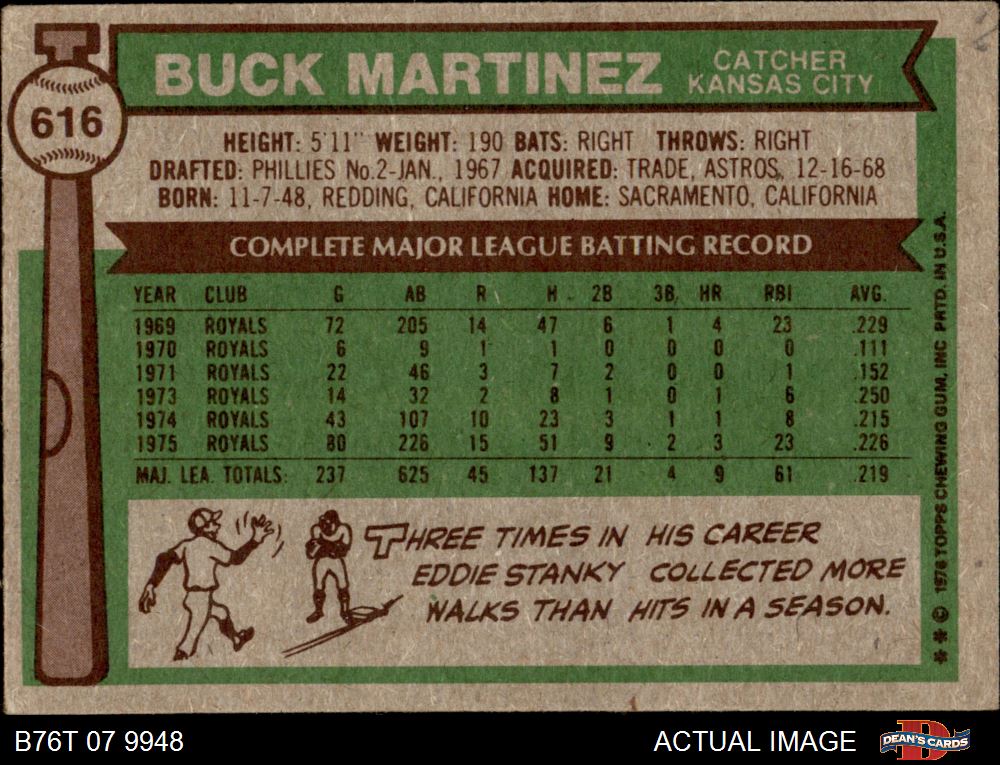 616
BUCK MARTINEZ
CATCHER
KANSAS CITY
HEIGHT: 5'11" WEIGHT: 190 BATS: RIGHT THROWS: RIGHT
DRAFTED: PHILLIES No.2-JAN., 1967 ACQUIRED: TRADE, ASTROS, 12-16-68
BORN: 11-7-48, REDDING, CALIFORNIA HOME: SACRAMENTO, CALIFORNIA
COMPLETE MAJOR LEAGUE BATTING RECORD
YEAR CLUB G AB R H 2B 3B HR RBI AVG.
1969 ROYALS 72 205 14 47 6 1 4 23 .229
1970 ROYALS 6 9 1 1 0 0 0 0 .111
1971 ROYALS 22 46 3 7 2 0 0 1 .152
1973 ROYALS 14 32 2 8 1 0 1 6 .250
1974 ROYALS 43 107 10 23 3 1 1 8 .215
1975 ROYALS 80 226 15 51 9 2 3 23 .226
MAJ. LEA. TOTALS: 237 625 45 137 21 4 9 61 .219
THREE TIMES IN HIS CAREER
EDDIE STANKY COLLECTED MORE
WALKS THAN HITS IN A SEASON.
** © 1976 TOPPS CHEWING GUM, INC PRTD. IN U.S.A.
B76T 07 9948
ACTUAL IMAGE
DEAN'S CARDS